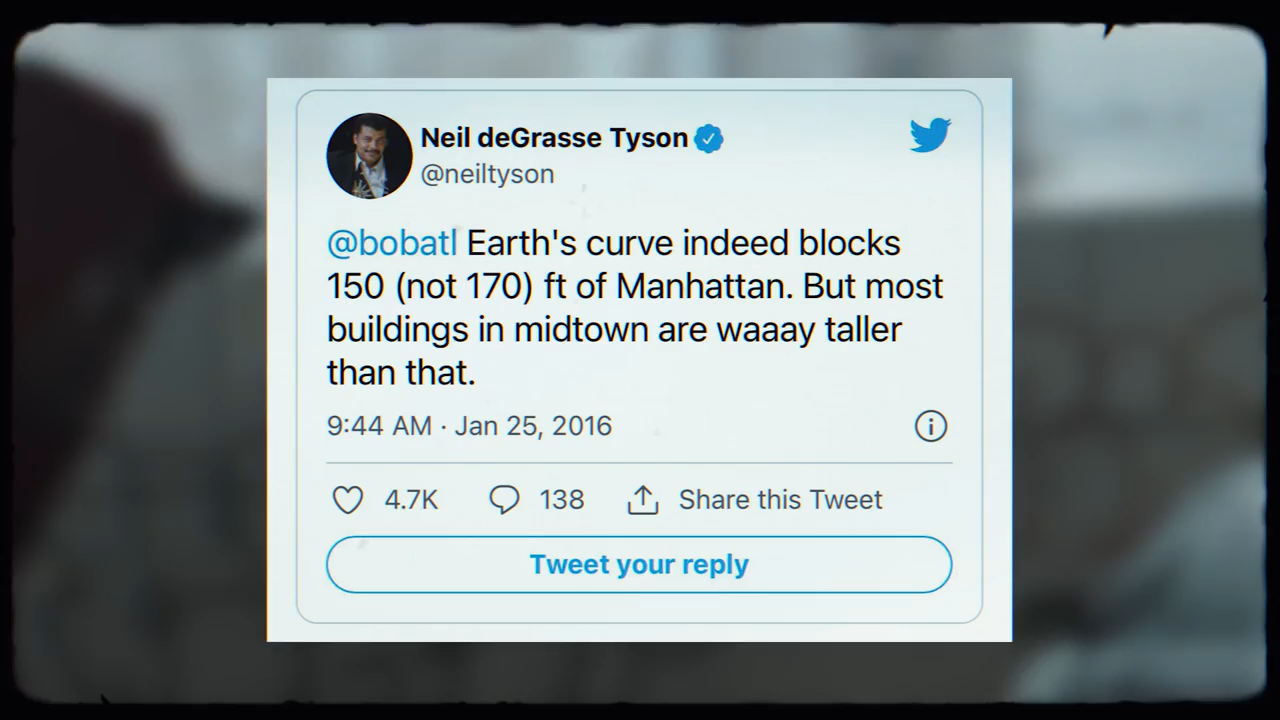 Neil deGrasse Tyson
@neiltyson
@bobatl Earth's curve indeed blocks
150 (not 170) ft of Manhattan. But most
buildings in midtown are waaay taller
than that.
9:44 AM · Jan 25, 2016
4.7K 138 Share this Tweet
Tweet your reply